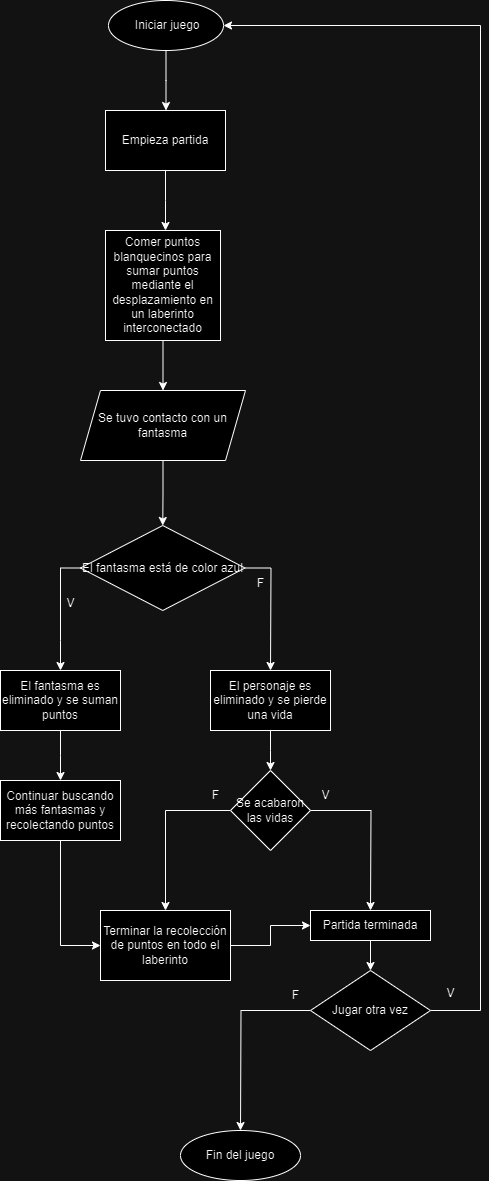 Iniciar juego
Empieza partida
Comer puntos
blanquecinos para
sumar puntos
mediante el
desplazamiento en
un laberinto
interconectado
Se tuvo contacto con un
fantasma
El fantasma está de color azul
V
F
El fantasma es
eliminado y se suman
puntos
El personaje es
eliminado y se pierde
una vida
Continuar buscando
más fantasmas y
recolectando puntos
F
Se acabaron
las vidas
V
Terminar la recolección
de puntos en todo el
laberinto
Partida terminada
F
Jugar otra vez
V
Fin del juego